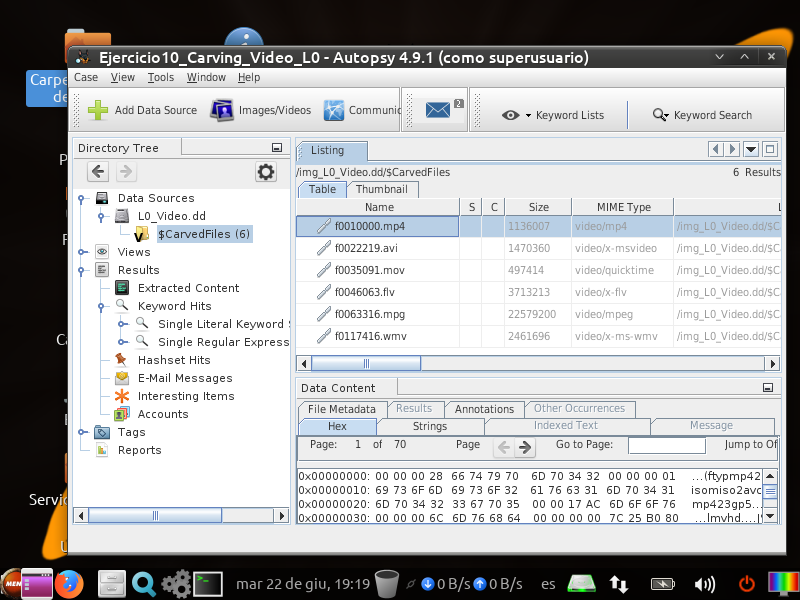 Ejercicio10_Carving_Video_L0 - Autopsy 4.9.1 (como superusuario)
Carpe
de
Case View Tools Window Help
Add Data Source Images/Videos Communic 2 Keyword Lists Keyword Search
Directory Tree
Listing
/img_L0_Video.dd/$CarvedFiles 6 Results
Table Thumbnail
Name S C Size MIME Type L
f0010000.mp4 1136007 video/mp4 /img_L0_Video.dd/$C
f0022219.avi 1470360 video/x-msvideo /img_L0_Video.dd/$C
f0035091.mov 497414 video/quicktime /img_L0_Video.dd/$C
f0046063.flv 3713213 video/x-flv /img_L0_Video.dd/$C
f0063316.mpg 22579200 video/mpeg /img_L0_Video.dd/$C
f0117416.wmv 2461696 video/x-ms-wmv /img_L0_Video.dd/$C
Data Sources
L0_Video.dd
$CarvedFiles (6)
Views
Results
Extracted Content
Keyword Hits
Single Literal Keyword S
Single Regular Express
Hashset Hits
E-Mail Messages
Interesting Items
Accounts
Tags
Reports
Data Content
File Metadata Results Annotations Other Occurrences
Hex Strings Indexed Text Message
Page: 1 of 70 Page Go to Page: Jump to Of
0x00000000: 00 00 00 28 66 74 79 70 6D 70 34 32 00 00 00 01 ...(ftypmp42
0x00000010: 69 73 6F 6D 69 73 6F 32 61 76 63 31 6D 70 34 31 isomiso2avc
0x00000020: 6D 70 34 32 33 67 70 35 00 00 17 AC 6D 6F 6F 76 mp423gp5...
0x00000030: 00 00 00 6C 6D 76 68 64 00 00 00 00 7C 25 B0 80 ...lmvhd...
Servic
MEN mar 22 de giu, 19:19 0 B/s 0 B/s es